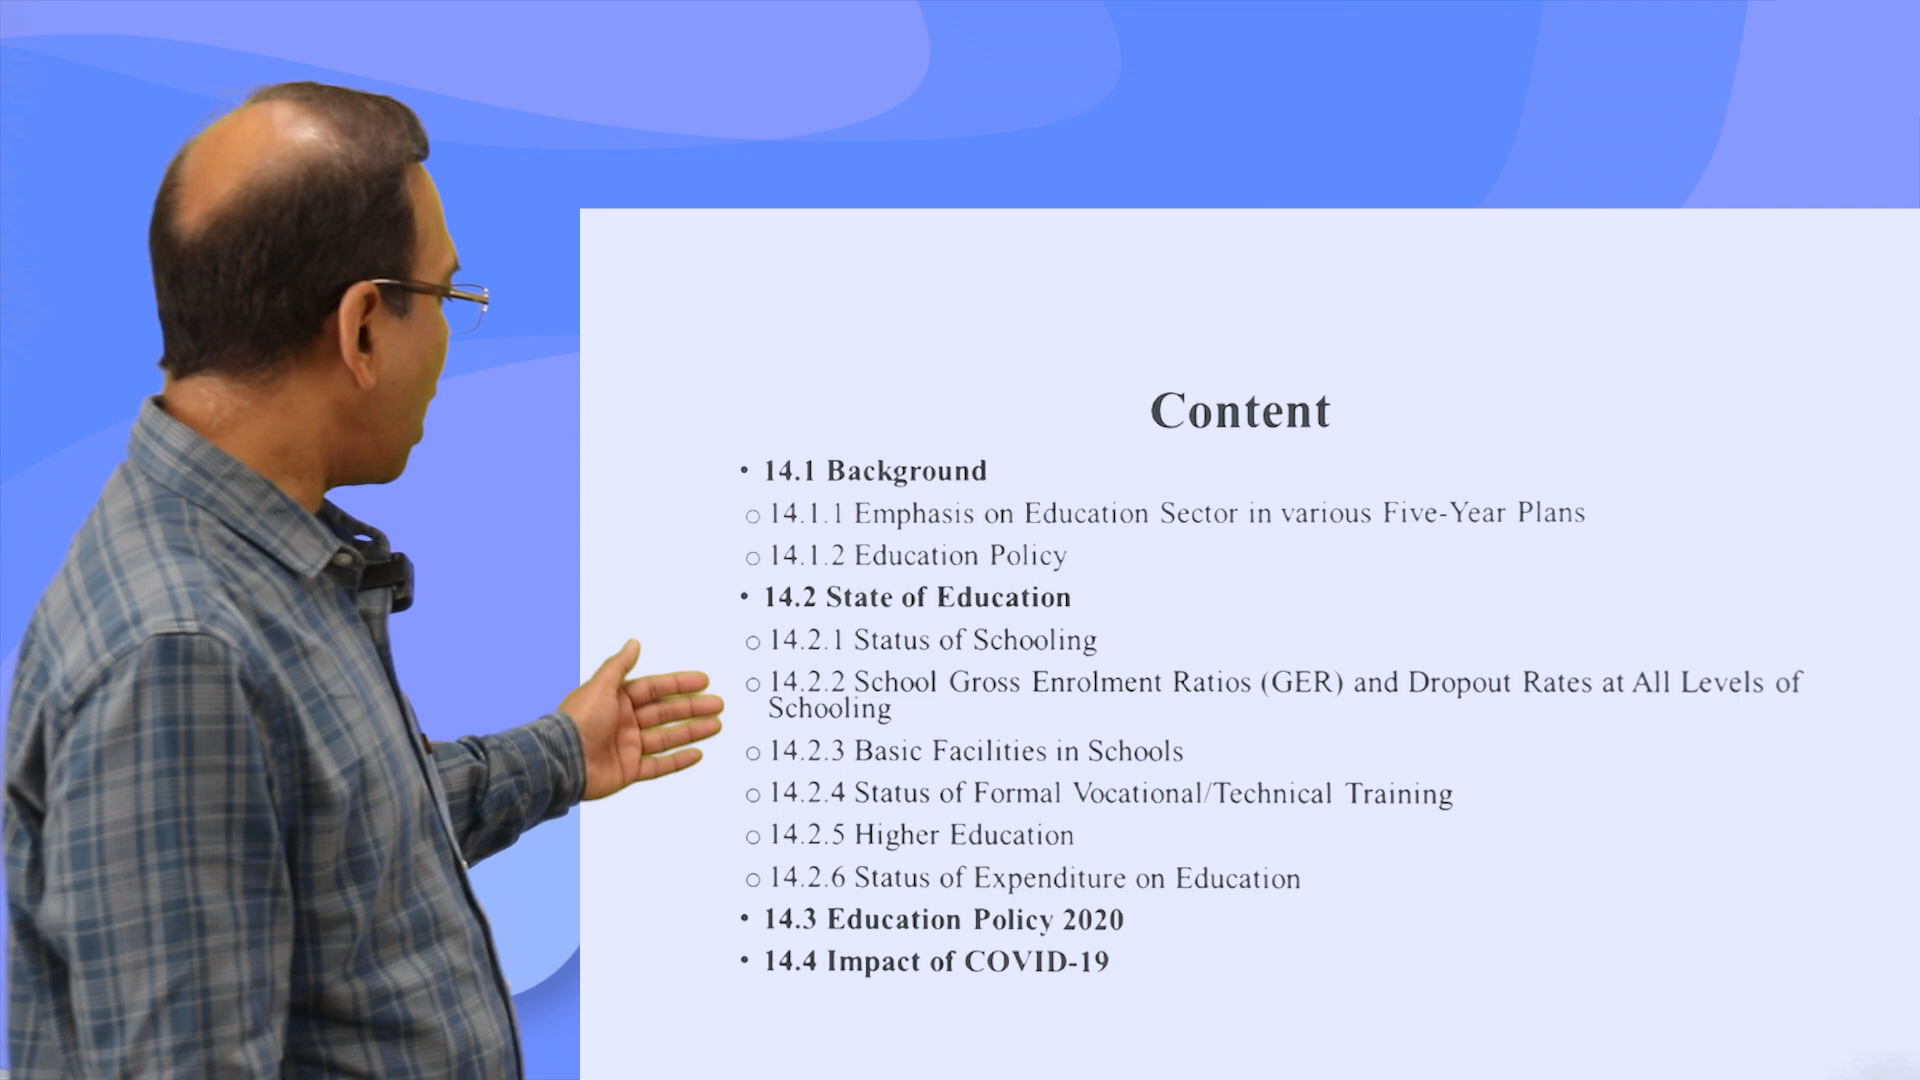 Content
• 14.1 Background
○ 14.1.1 Emphasis on Education Sector in various Five-Year Plans
○ 14.1.2 Education Policy
• 14.2 State of Education
○ 14.2.1 Status of Schooling
○ 14.2.2 School Gross Enrolment Ratios (GER) and Dropout Rates at All Levels of
Schooling
○ 14.2.3 Basic Facilities in Schools
○ 14.2.4 Status of Formal Vocational/Technical Training
○ 14.2.5 Higher Education
○ 14.2.6 Status of Expenditure on Education
• 14.3 Education Policy 2020
• 14.4 Impact of COVID-19